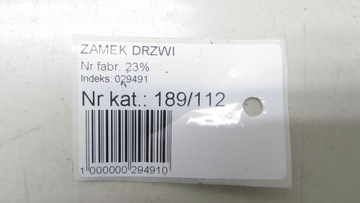 ZAMEK DRZWI
Nr fabr. 23%
Indeks: 029491
Nr kat.: 189/112
1 000000 294910